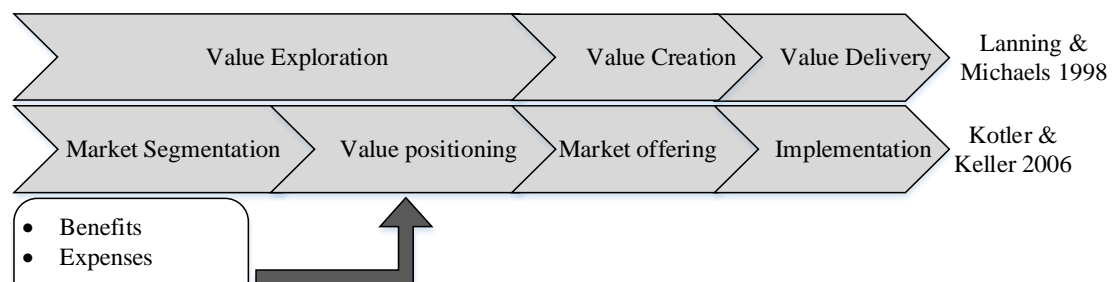 Value Exploration Value Creation Value Delivery
Lanning &
Michaels 1998
Market Segmentation Value positioning Market offering Implementation
Kotler &
Keller 2006
• Benefits
• Expenses